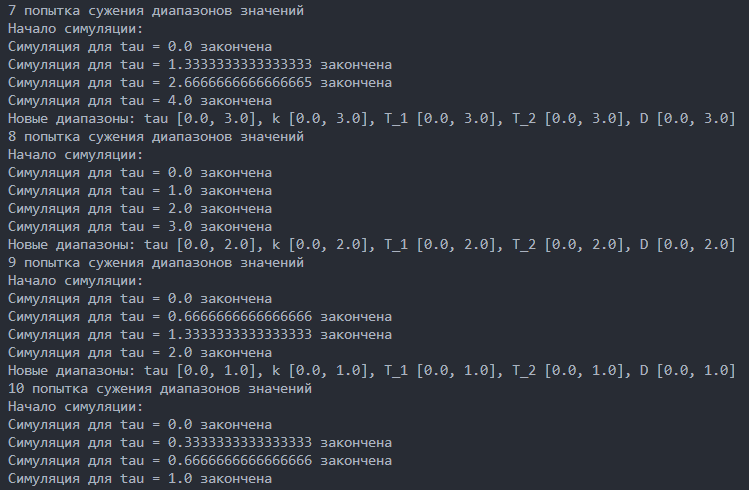 7 попытка сужения диапазонов значений
Начало симуляции:
Симуляция для tau = 0.0 закончена
Симуляция для tau = 1.3333333333333333 закончена
Симуляция для tau = 2.6666666666666665 закончена
Симуляция для tau = 4.0 закончена
Новые диапазоны: tau [0.0, 3.0], k [0.0, 3.0], T_1 [0.0, 3.0], T_2 [0.0, 3.0], D [0.0, 3.0]
8 попытка сужения диапазонов значений
Начало симуляции:
Симуляция для tau = 0.0 закончена
Симуляция для tau = 1.0 закончена
Симуляция для tau = 2.0 закончена
Симуляция для tau = 3.0 закончена
Новые диапазоны: tau [0.0, 2.0], k [0.0, 2.0], T_1 [0.0, 2.0], T_2 [0.0, 2.0], D [0.0, 2.0]
9 попытка сужения диапазонов значений
Начало симуляции:
Симуляция для tau = 0.0 закончена
Симуляция для tau = 0.6666666666666666 закончена
Симуляция для tau = 1.3333333333333333 закончена
Симуляция для tau = 2.0 закончена
Новые диапазоны: tau [0.0, 1.0], k [0.0, 1.0], T_1 [0.0, 1.0], T_2 [0.0, 1.0], D [0.0, 1.0]
10 попытка сужения диапазонов значений
Начало симуляции:
Симуляция для tau = 0.0 закончена
Симуляция для tau = 0.3333333333333333 закончена
Симуляция для tau = 0.6666666666666666 закончена
Симуляция для tau = 1.0 закончена